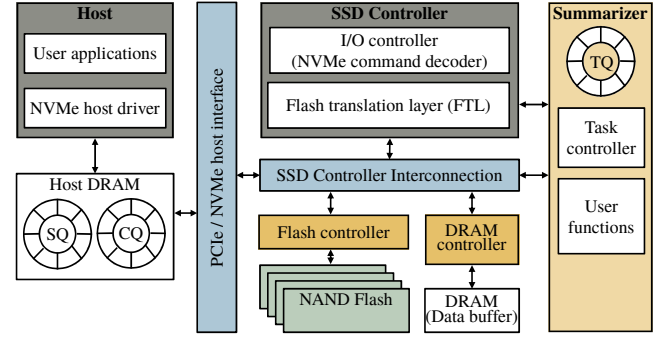 Host
User applications
NVMe host driver
Host DRAM
SQ
CQ
PCIe / NVMe host interface
SSD Controller
I/O controller
(NVMe command decoder)
Flash translation layer (FTL)
SSD Controller Interconnection
Flash controller
NAND Flash
DRAM
controller
DRAM
(Data buffer)
Summarizer
TQ
Task
controller
User
functions